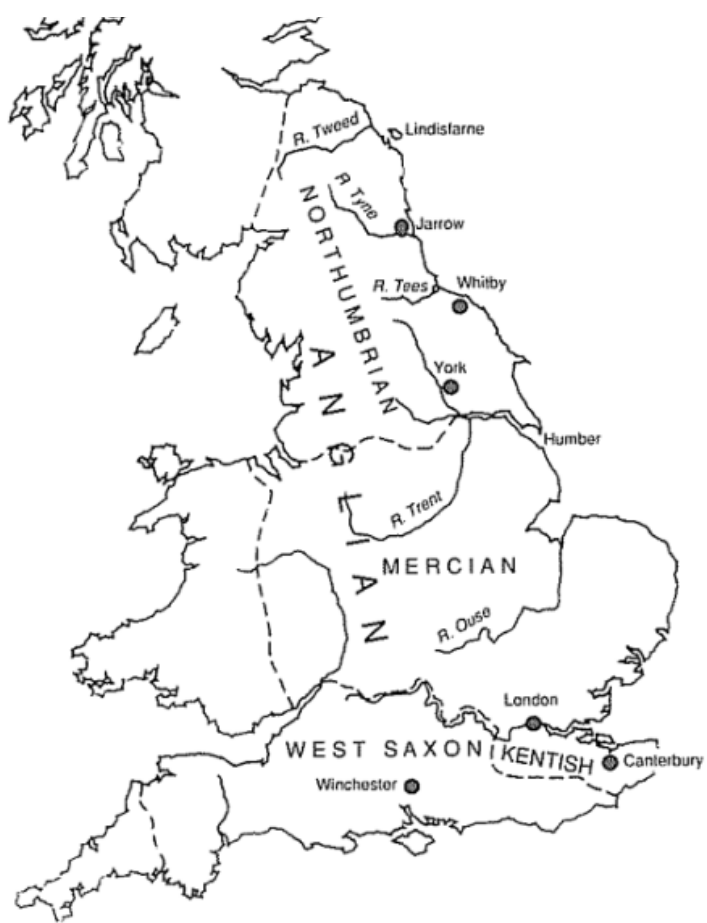 R. Tweed
Lindisfarne
R. Tyne
Jarrow
NORTHUMBRIAN
R. Tees
Whitby
York
ANGLIAN
Humber
R. Trent
MERCIAN
R. Ouse
London
WEST SAXON
KENTISH
Canterbury
Winchester